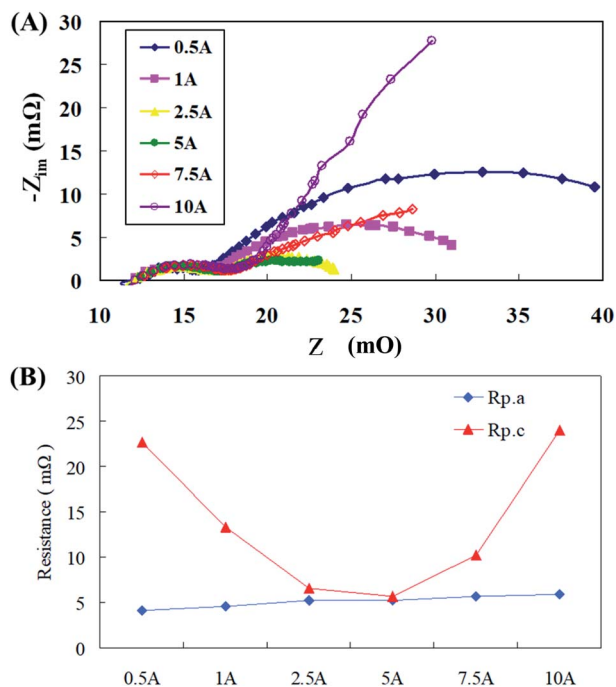 (A)
30
25
20
15
10
5
0
-Zim (mΩ)
0.5A
1A
2.5A
5A
7.5A
10A
10 15 20 25 30 35 40
Z (mO)
(B)
30
25
20
15
10
5
0
Resistance ( mΩ )
Rp.a
Rp.c
0.5A 1A 2.5A 5A 7.5A 10A